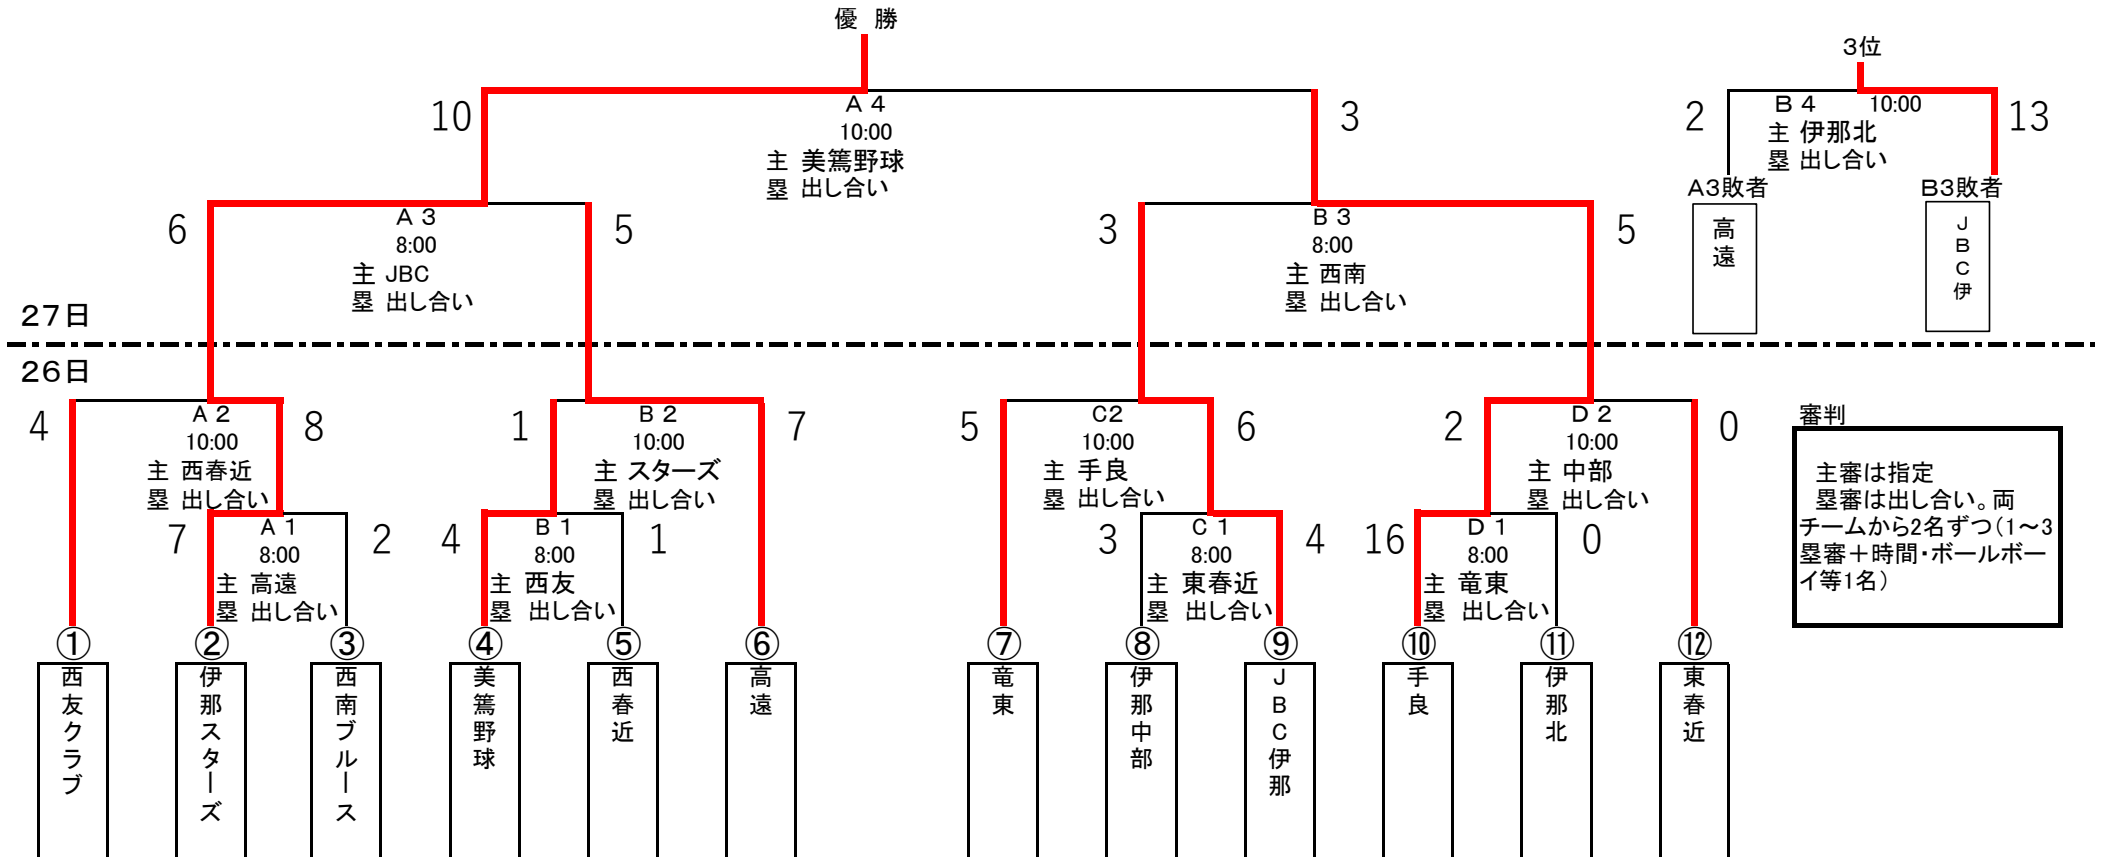 優 勝
3位
10
A 4
10:00
主 美篶野球
塁 出し合い
3
2
B 4
10:00
主 伊那北
塁 出し合い
13
A3敗者
高遠
B3敗者
JBC伊
6
A 3
8:00
主 JBC
塁 出し合い
5
3
B 3
8:00
主 西南
塁 出し合い
5
27日
26日
4
A 2
10:00
主 西春近
塁 出し合い
8
1
B 2
10:00
主 スターズ
塁 出し合い
7
5
C2
10:00
主 手良
塁 出し合い
6
2
D 2
10:00
主 中部
塁 出し合い
0
審判
主審は指定
塁審は出し合い。両
チームから2名ずつ(1～3
塁審＋時間・ボールボー
イ等1名)
7
A 1
8:00
主 高遠
塁 出し合い
2
4
B 1
8:00
主 西友
塁 出し合い
1
3
C 1
8:00
主 東春近
塁 出し合い
4
16
D 1
8:00
主 竜東
塁 出し合い
0
①
西友クラブ
②
伊那スターズ
③
西南ブルース
④
美篶野球
⑤
西春近
⑥
高遠
⑦
竜東
⑧
伊那中部
⑨
JBC伊那
⑩
手良
⑪
伊那北
⑫
東春近